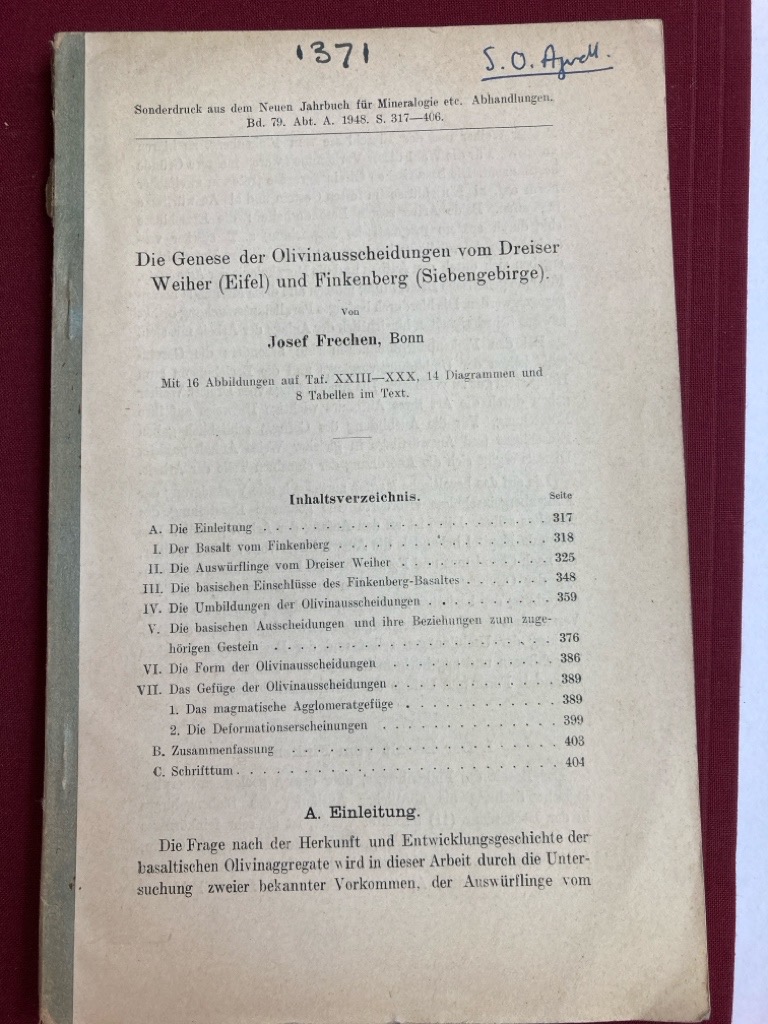 1371
S. O. Agrell.
Sonderdruck aus dem Neuen Jahrbuch für Mineralogie etc. Abhandlungen.
Bd. 79. Abt. A. 1948. S. 317—406.
Die Genese der Olivinausscheidungen vom Dreiser
Weiher (Eifel) und Finkenberg (Siebengebirge).
Von
Josef Frechen, Bonn
Mit 16 Abbildungen auf Taf. XXIII—XXX, 14 Diagrammen und
8 Tabellen im Text.
Inhaltsverzeichnis. Seite
A. Die Einleitung . . . . . . . . . . . . . . . . . . . . 317
I. Der Basalt vom Finkenberg . . . . . . . . . . . . . . . 318
II. Die Auswürflinge vom Dreiser Weiher . . . . . . . . . . . 325
III. Die basischen Einschlüsse des Finkenberg-Basaltes . . . . . . . 348
IV. Die Umbildungen der Olivinausscheidungen . . . . . . . . . 359
V. Die basischen Ausscheidungen und ihre Beziehungen zum zuge-
hörigen Gestein . . . . . . . . . . . . . . . . . . . 376
VI. Die Form der Olivinausscheidungen . . . . . . . . . . . . 386
VII. Das Gefüge der Olivinausscheidungen . . . . . . . . . . . . 389
1. Das magmatische Agglomeratgefüge . . . . . . . . . . . 389
2. Die Deformationserscheinungen . . . . . . . . . . . . 399
B. Zusammenfassung . . . . . . . . . . . . . . . . . . . 403
C. Schrifttum . . . . . . . . . . . . . . . . . . . . . . 404
A. Einleitung.
Die Frage nach der Herkunft und Entwicklungsgeschichte der
basaltischen Olivinaggregate wird in dieser Arbeit durch die Unter-
suchung zweier bekannter Vorkommen, der Auswürflinge vom